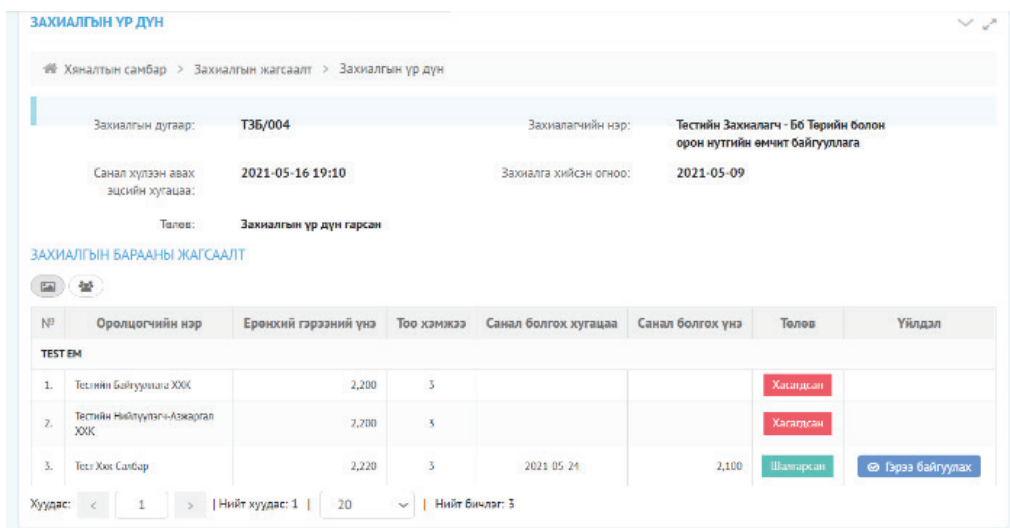 ЗАХИАЛГЫН ҮР ДҮН
Хяналтын самбар > Захиалгын жагсаалт > Захиалгын үр дүн
Захиалгын дугаар: ТЗБ/004 Захиалагчийн нэр: Тестийн Захиалагч - Бб Төрийн болон
орон нутгийн өмчит байгууллага
Санал хүлээн авах 2021-05-16 19:10 Захиалга хийсэн огноо: 2021-05-09
эцсийн хугацаа:
Төлөв: Захиалгын үр дүн гарсан
ЗАХИАЛГЫН БАРААНЫ ЖАГСААЛТ
№ Оролцогчийн нэр Ерөнхий гэрээний үнэ Тоо хэмжээ Санал болгох хугацаа Санал болгох үнэ Төлөв Үйлдэл
TEST EM
1. Тестийн Байгууллага ХХК 2,200 3 Хасагдсан
2. Тестийн Нийлүүлэгч-Азжаргал 2,200 3 Хасагдсан
ХХК
3. Тест Ххк Салбар 2,220 3 2021-05-24 2,100 Шалгарсан Гэрээ байгуулах
Хуудас: < 1 > | Нийт хуудас: 1 | 20 | Нийт бичлэг: 3